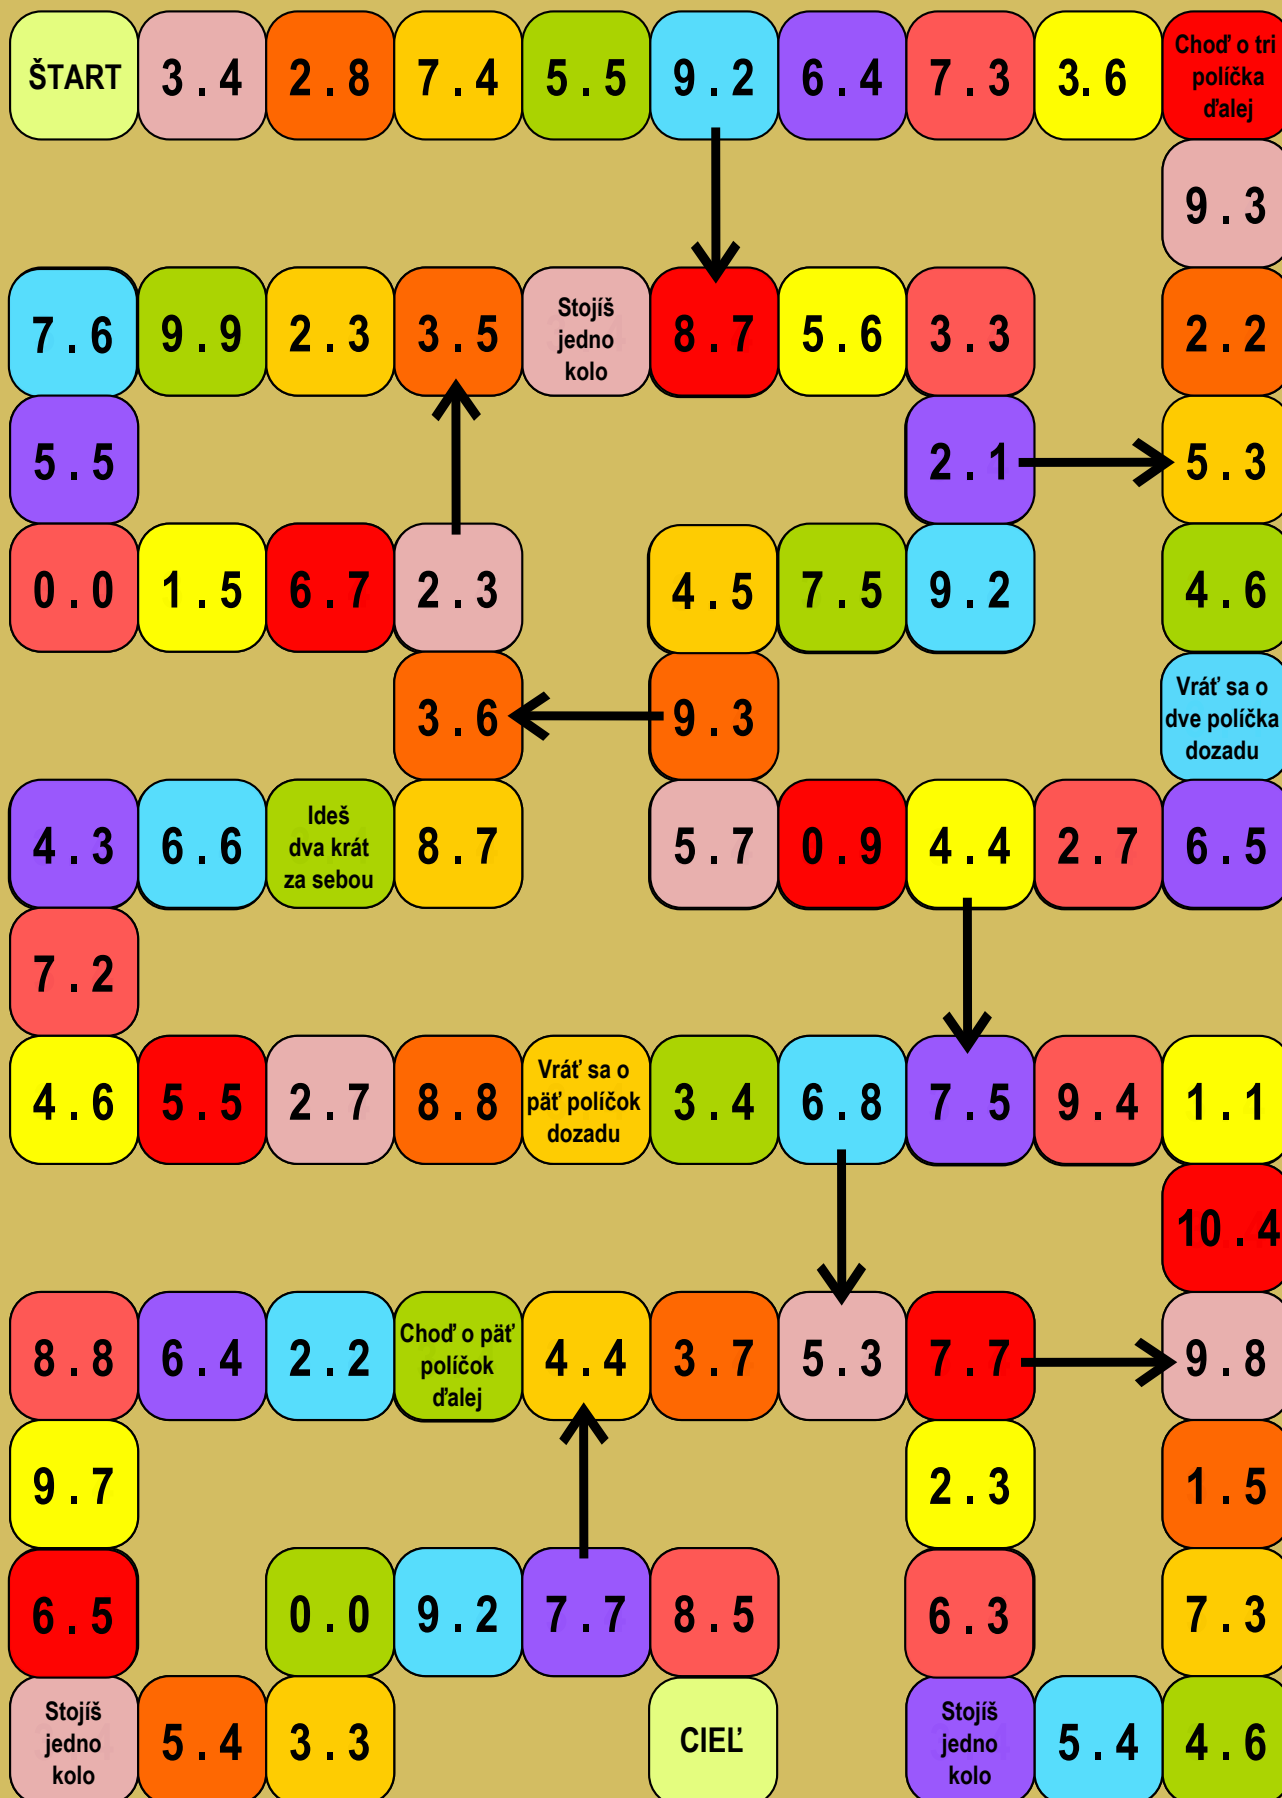 ŠTART 3 . 4 2 . 8 7 . 4 5 . 5 9 . 2 6 . 4 7 . 3 3. 6
Choď o tri
políčka
ďalej
9 . 3
7 . 6 9 . 9 2 . 3 3 . 5
Stojíš
jedno
kolo
8 . 7 5 . 6 3 . 3 2 . 2
5 . 5 2 . 1 5 . 3
0 . 0 1 . 5 6 . 7 2 . 3 4 . 5 7 . 5 9 . 2 4 . 6
3 . 6 9 . 3
Vráť sa o
dve políčka
dozadu
4 . 3 6 . 6
Ideš
dva krát
za sebou
8 . 7 5 . 7 0 . 9 4 . 4 2 . 7 6 . 5
7 . 2
4 . 6 5 . 5 2 . 7 8 . 8
Vráť sa o
päť políčok
dozadu
3 . 4 6 . 8 7 . 5 9 . 4 1 . 1
10 . 4
8 . 8 6 . 4 2 . 2
Choď o päť
políčok
ďalej
4 . 4 3 . 7 5 . 3 7 . 7 9 . 8
9 . 7 2 . 3 1 . 5
6 . 5 0 . 0 9 . 2 7 . 7 8 . 5 6 . 3 7 . 3
Stojíš
jedno
kolo
5 . 4 3 . 3 CIEĽ
Stojíš
jedno
kolo
5 . 4 4 . 6